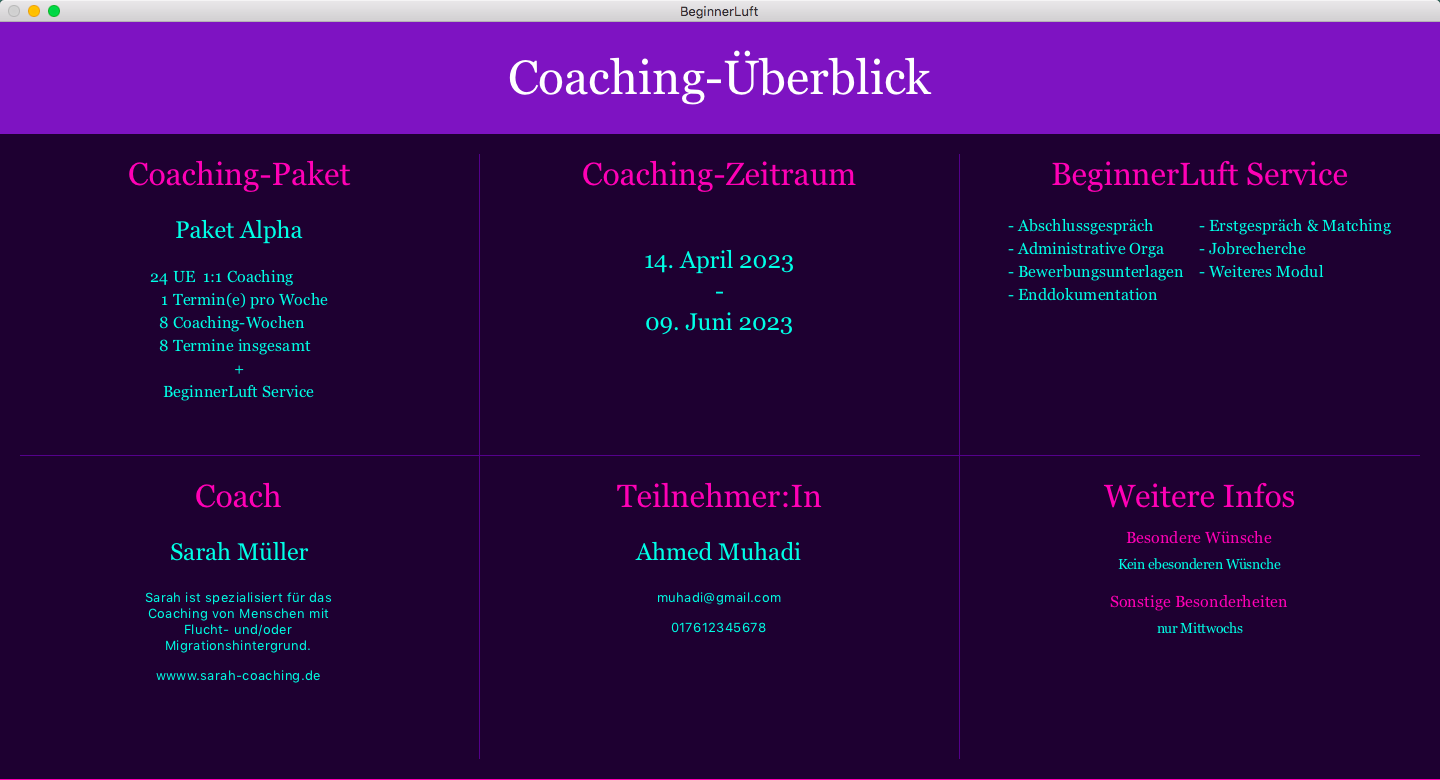 BeginnerLuft
Coaching-Überblick
Coaching-Paket
Paket Alpha
24 UE 1:1 Coaching
1 Termin(e) pro Woche
8 Coaching-Wochen
8 Termine insgesamt
+
BeginnerLuft Service
Coaching-Zeitraum
14. April 2023
-
09. Juni 2023
BeginnerLuft Service
- Abschlussgespräch
- Administrative Orga
- Bewerbungsunterlagen
- Enddokumentation
- Erstgespräch & Matching
- Jobrecherche
- Weiteres Modul
Coach
Sarah Müller
Sarah ist spezialisiert für das
Coaching von Menschen mit
Flucht- und/oder
Migrationshintergrund.
wwww.sarah-coaching.de
Teilnehmer:In
Ahmed Muhadi
muhadi@gmail.com
017612345678
Weitere Infos
Besondere Wünsche
Kein ebesonderen Wüsnche
Sonstige Besonderheiten
nur Mittwochs